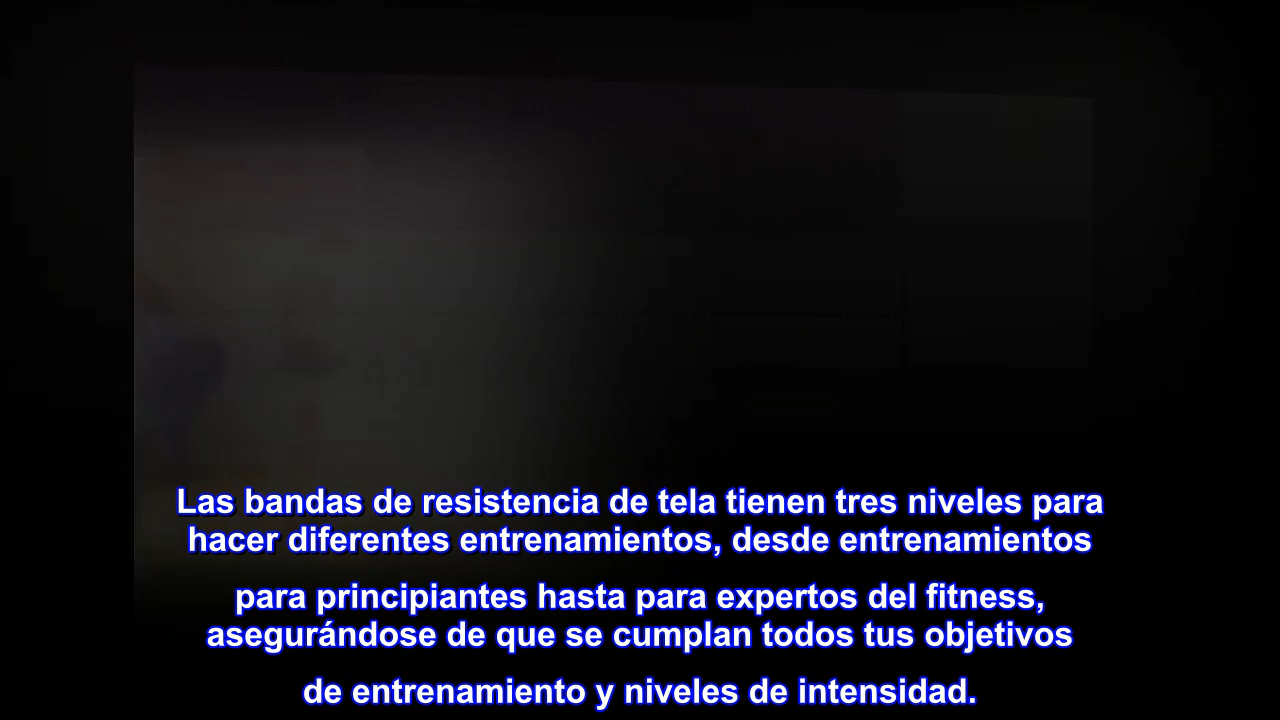 Las bandas de resistencia de tela tienen tres niveles para
hacer diferentes entrenamientos, desde entrenamientos
para principiantes hasta para expertos del fitness,
asegurándose de que se cumplan todos tus objetivos
de entrenamiento y niveles de intensidad.